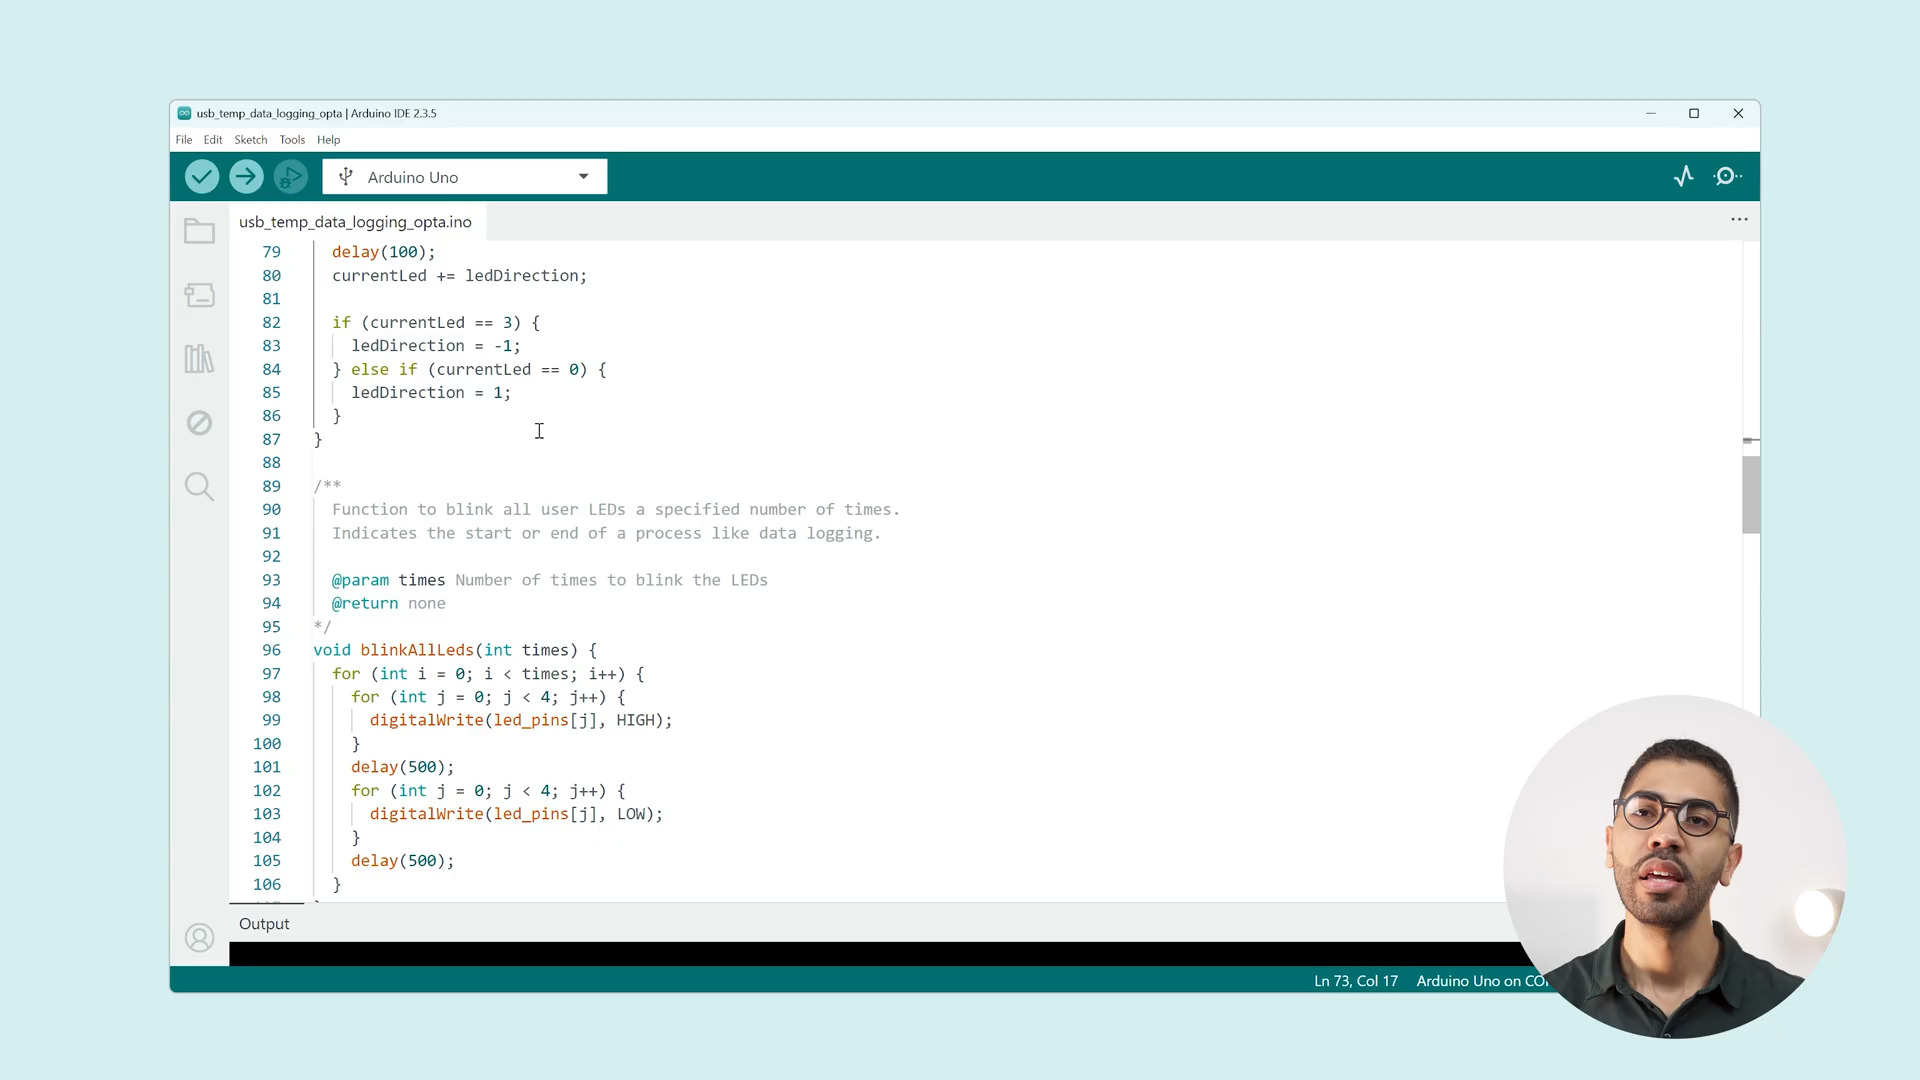 usb_temp_data_logging_opta | Arduino IDE 2.3.5
File Edit Sketch Tools Help
Arduino Uno
usb_temp_data_logging_opta.ino
79 delay(100);
80 currentLed += ledDirection;
81
82 if (currentLed == 3) {
83 ledDirection = -1;
84 } else if (currentLed == 0) {
85 ledDirection = 1;
86 }
87 }
88
89 /**
90 Function to blink all user LEDs a specified number of times.
91 Indicates the start or end of a process like data logging.
92
93 @param times Number of times to blink the LEDs
94 @return none
95 */
96 void blinkAllLeds(int times) {
97 for (int i = 0; i < times; i++) {
98 for (int j = 0; j < 4; j++) {
99 digitalWrite(led_pins[j], HIGH);
100 }
101 delay(500);
102 for (int j = 0; j < 4; j++) {
103 digitalWrite(led_pins[j], LOW);
104 }
105 delay(500);
106 }
Output
Ln 73, Col 17 Arduino Uno on